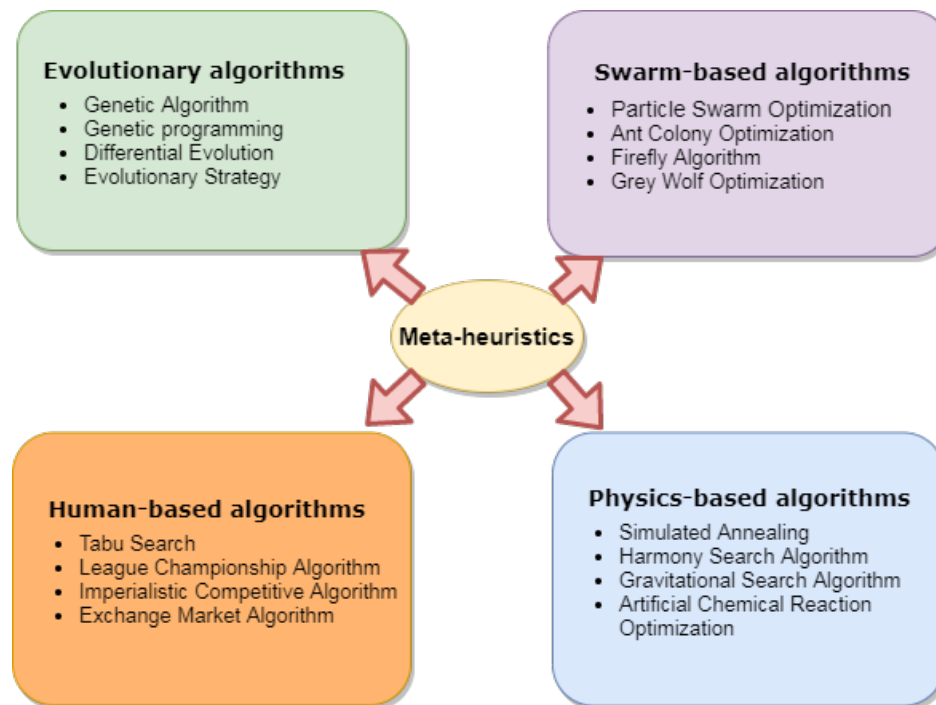 Evolutionary algorithms
• Genetic Algorithm
• Genetic programming
• Differential Evolution
• Evolutionary Strategy
Swarm-based algorithms
• Particle Swarm Optimization
• Ant Colony Optimization
• Firefly Algorithm
• Grey Wolf Optimization
Meta-heuristics
Human-based algorithms
• Tabu Search
• League Championship Algorithm
• Imperialistic Competitive Algorithm
• Exchange Market Algorithm
Physics-based algorithms
• Simulated Annealing
• Harmony Search Algorithm
• Gravitational Search Algorithm
• Artificial Chemical Reaction
Optimization